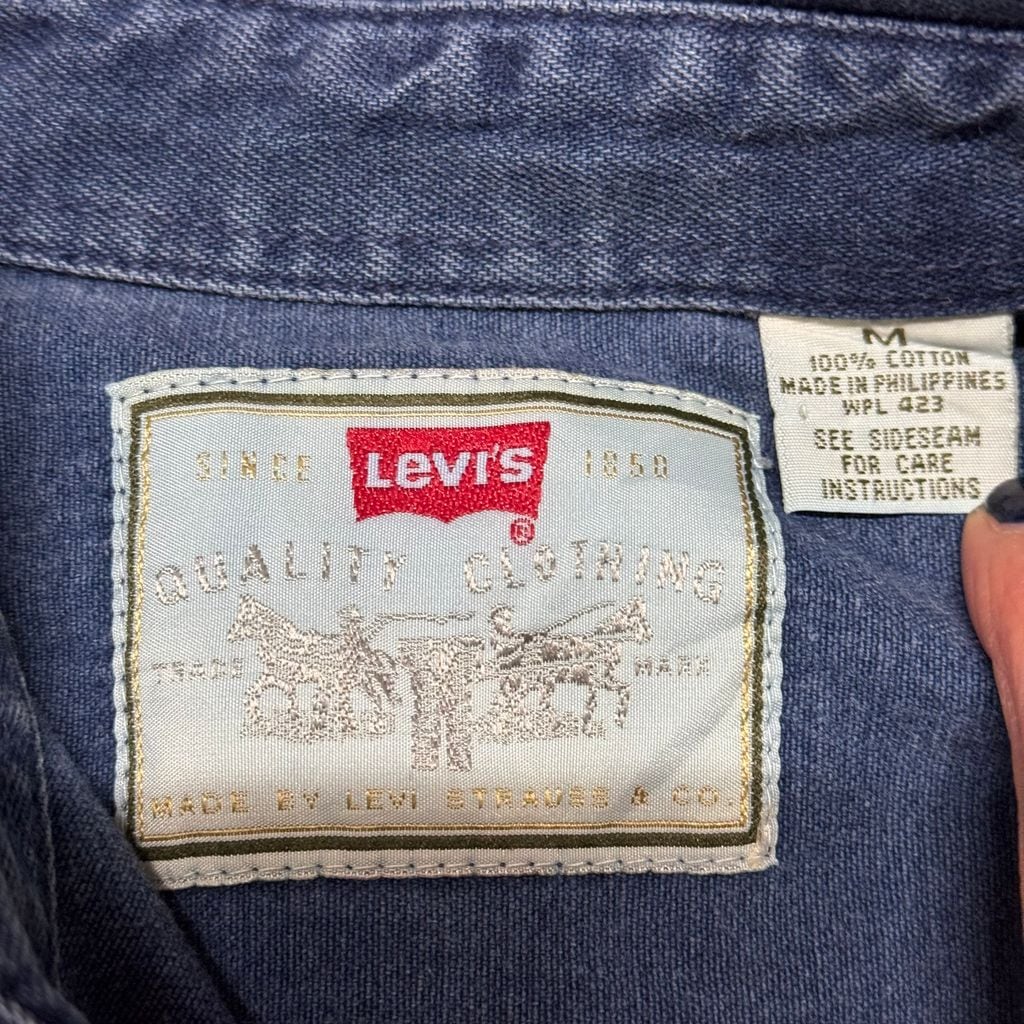 SINCE LEVI'S 1850
®
QUALITY CLOTHING
TRADE MARK
MADE BY LEVI STRAUSS & CO.
M
100% COTTON
MADE IN PHILIPPINES
WPL 423
SEE SIDESEAM
FOR CARE
INSTRUCTIONS